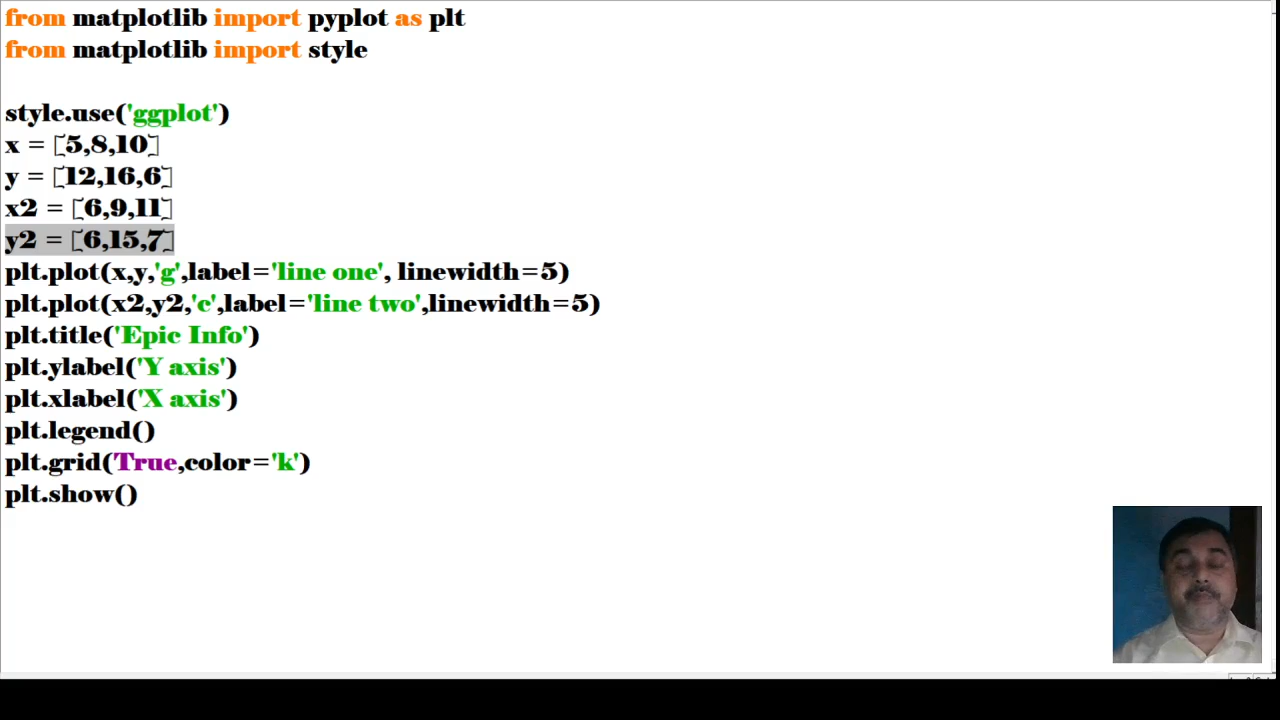 from matplotlib import pyplot as plt
from matplotlib import style
style.use('ggplot')
x = [5,8,10]
y = [12,16,6]
x2 = [6,9,11]
y2 = [6,15,7]
plt.plot(x,y,'g',label='line one', linewidth=5)
plt.plot(x2,y2,'c',label='line two',linewidth=5)
plt.title('Epic Info')
plt.ylabel('Y axis')
plt.xlabel('X axis')
plt.legend()
plt.grid(True,color='k')
plt.show()